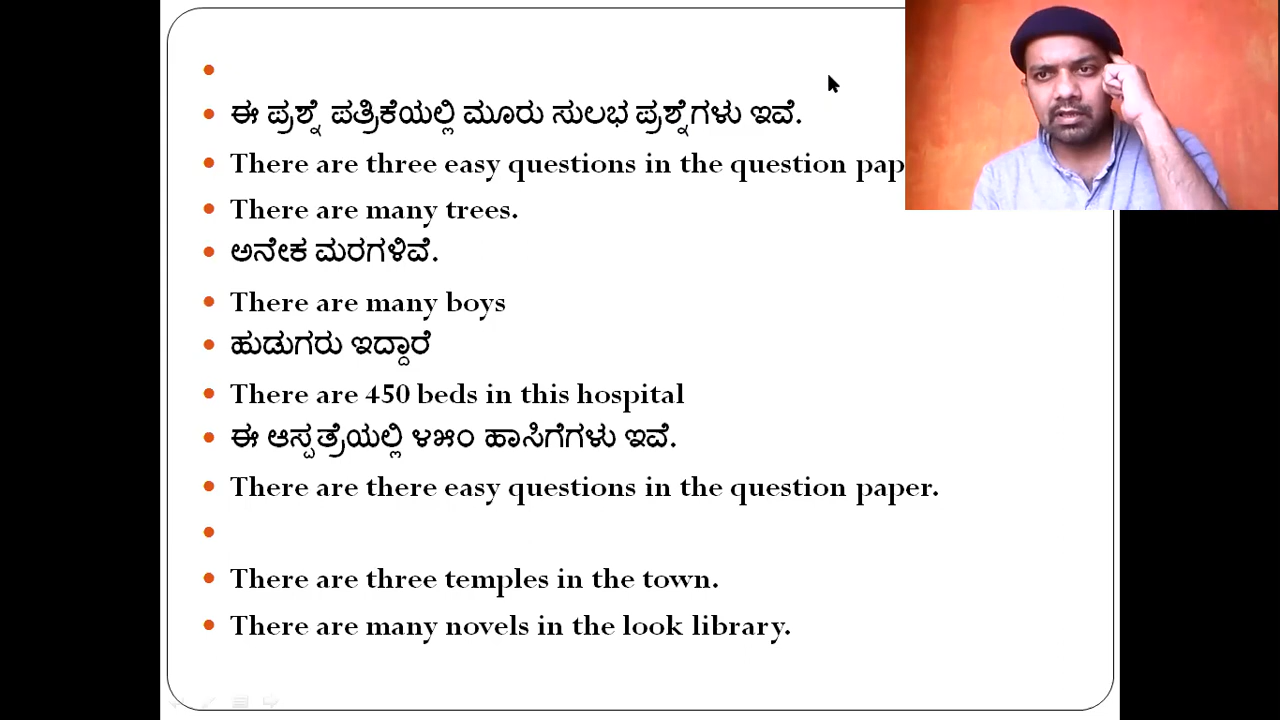 ಈ ಪ್ರಶ್ನೆ ಪತ್ರಿಕೆಯಲ್ಲಿ ಮೂರು ಸುಲಭ ಪ್ರಶ್ನೆಗಳು ಇವೆ.
There are three easy questions in the question pap
There are many trees.
ಅನೇಕ ಮರಗಳಿವೆ.
There are many boys
ಹುಡುಗರು ಇದ್ದಾರೆ
There are 450 beds in this hospital
ಈ ಆಸ್ಪತ್ರೆಯಲ್ಲಿ ೪೫೦ ಹಾಸಿಗೆಗಳು ಇವೆ.
There are there easy questions in the question paper.
There are three temples in the town.
There are many novels in the look library.